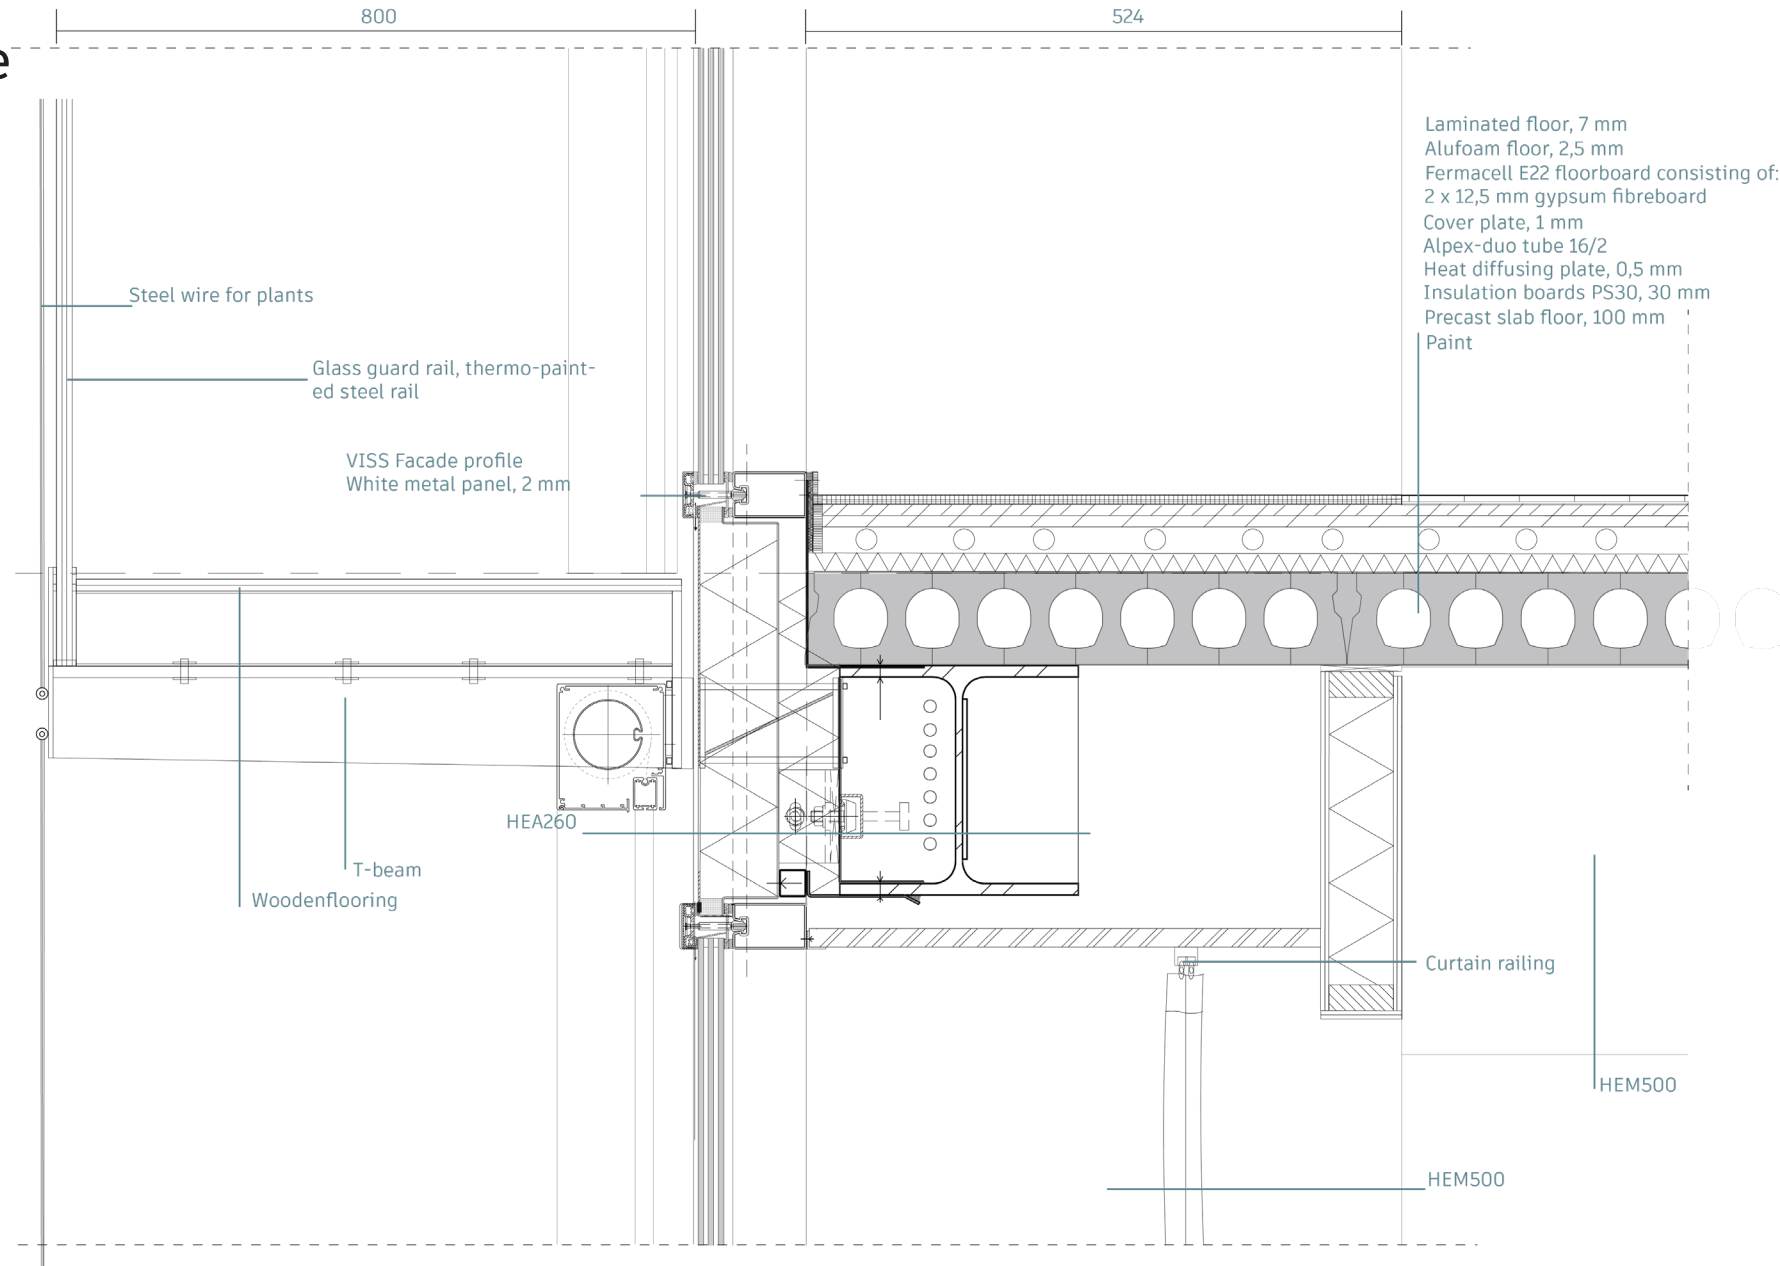 800
524
e
Laminated floor, 7 mm
Alufoam floor, 2,5 mm
Fermacell E22 floorboard consisting of:
2 x 12,5 mm gypsum fibreboard
Cover plate, 1 mm
Alpex-duo tube 16/2
Heat diffusing plate, 0,5 mm
Insulation boards PS30, 30 mm
Precast slab floor, 100 mm
Paint
Steel wire for plants
Glass guard rail, thermo-paint-
ed steel rail
VISS Facade profile
White metal panel, 2 mm
HEA260
T-beam
Woodenflooring
Curtain railing
HEM500
HEM500